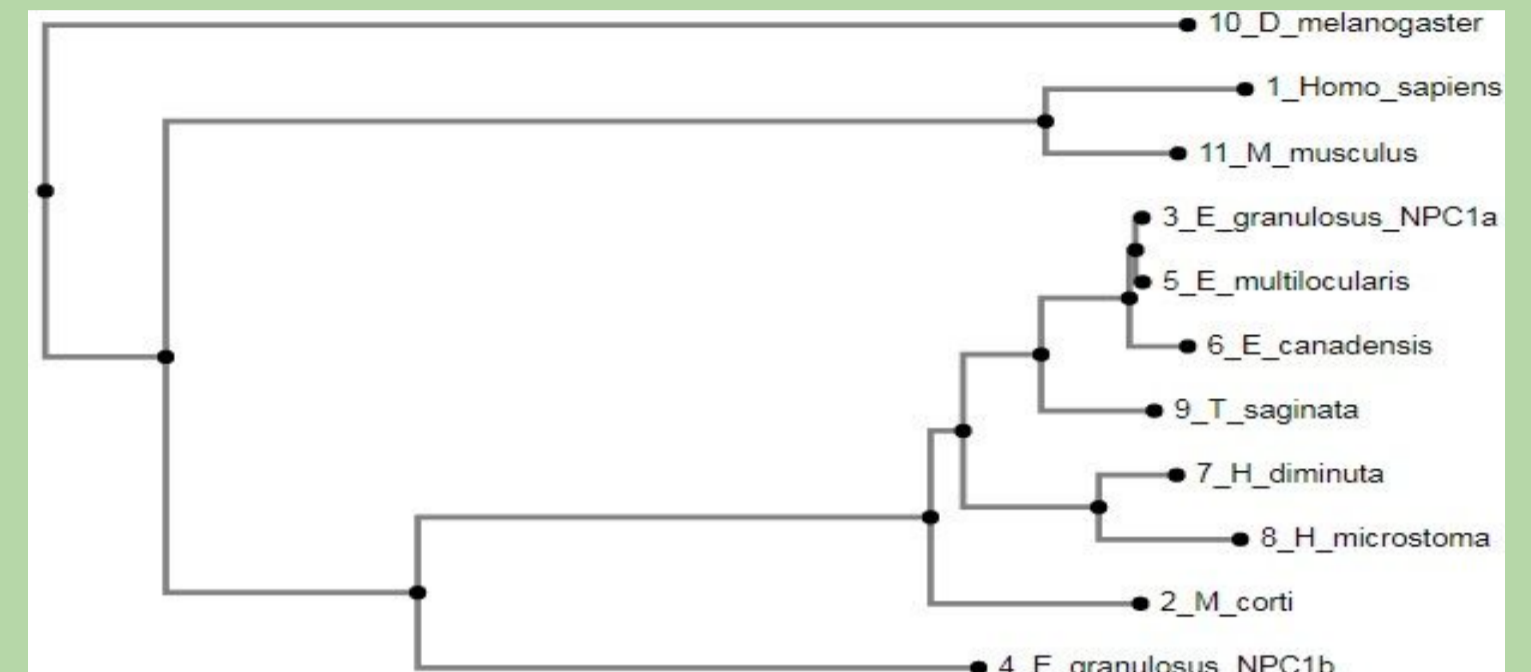 10_D_melanogaster
1_Homo_sapiens
11_M_musculus
3_E_granulosus_NPC1a
5_E_multilocularis
6_E_canadensis
9_T_saginata
7_H_diminuta
8_H_microstoma
2_M_corti
4_E_granulosus_NPC1b